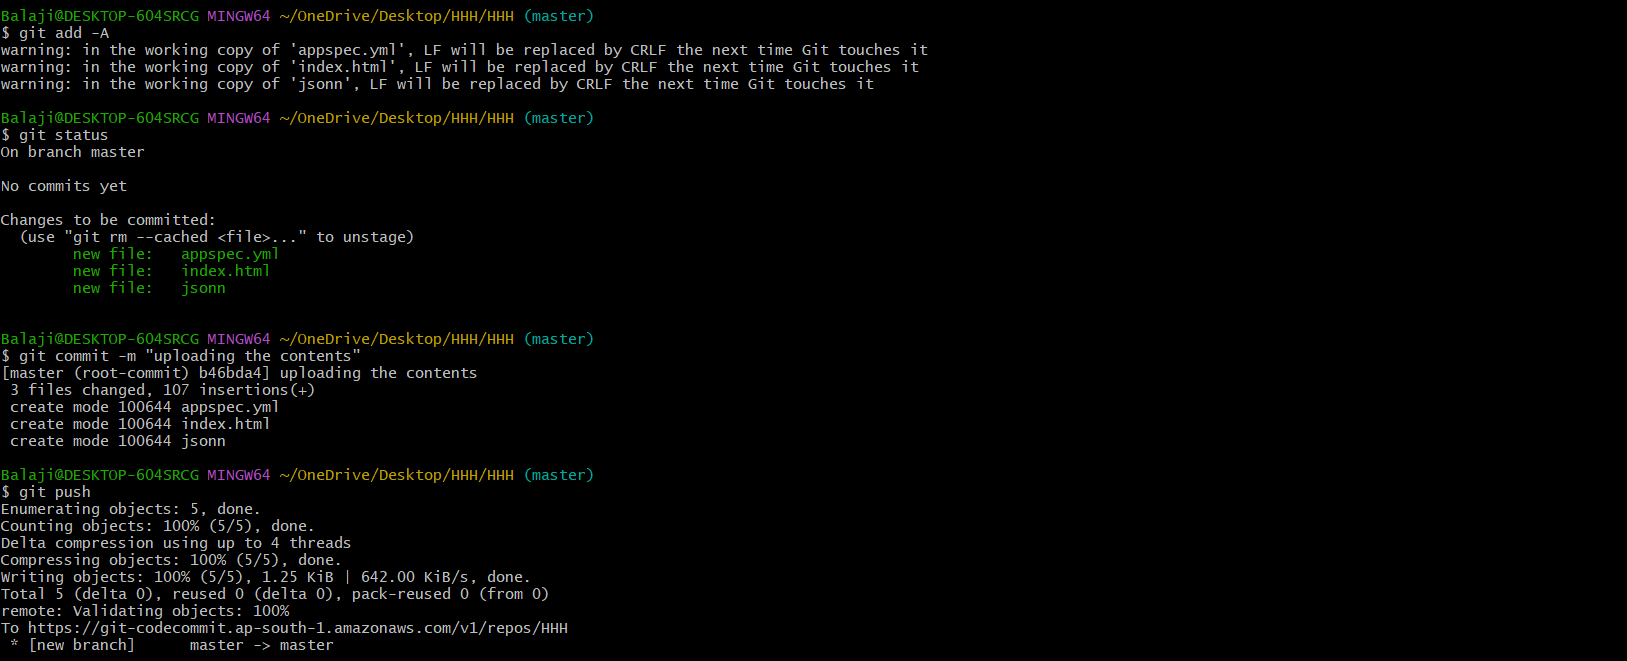 Balaji@DESKTOP-604SRCG MINGW64 ~/OneDrive/Desktop/HHH/HHH (master)
$ git add -A
warning: in the working copy of 'appspec.yml', LF will be replaced by CRLF the next time Git touches it
warning: in the working copy of 'index.html', LF will be replaced by CRLF the next time Git touches it
warning: in the working copy of 'jsonn', LF will be replaced by CRLF the next time Git touches it
Balaji@DESKTOP-604SRCG MINGW64 ~/OneDrive/Desktop/HHH/HHH (master)
$ git status
On branch master
No commits yet
Changes to be committed:
  (use "git rm --cached <file>..." to unstage)
        new file:   appspec.yml
        new file:   index.html
        new file:   jsonn
Balaji@DESKTOP-604SRCG MINGW64 ~/OneDrive/Desktop/HHH/HHH (master)
$ git commit -m "uploading the contents"
[master (root-commit) b46bda4] uploading the contents
 3 files changed, 107 insertions(+)
 create mode 100644 appspec.yml
 create mode 100644 index.html
 create mode 100644 jsonn
Balaji@DESKTOP-604SRCG MINGW64 ~/OneDrive/Desktop/HHH/HHH (master)
$ git push
Enumerating objects: 5, done.
Counting objects: 100% (5/5), done.
Delta compression using up to 4 threads
Compressing objects: 100% (5/5), done.
Writing objects: 100% (5/5), 1.25 KiB | 642.00 KiB/s, done.
Total 5 (delta 0), reused 0 (delta 0), pack-reused 0 (from 0)
remote: Validating objects: 100%
To https://git-codecommit.ap-south-1.amazonaws.com/v1/repos/HHH
 * [new branch]      master -> master